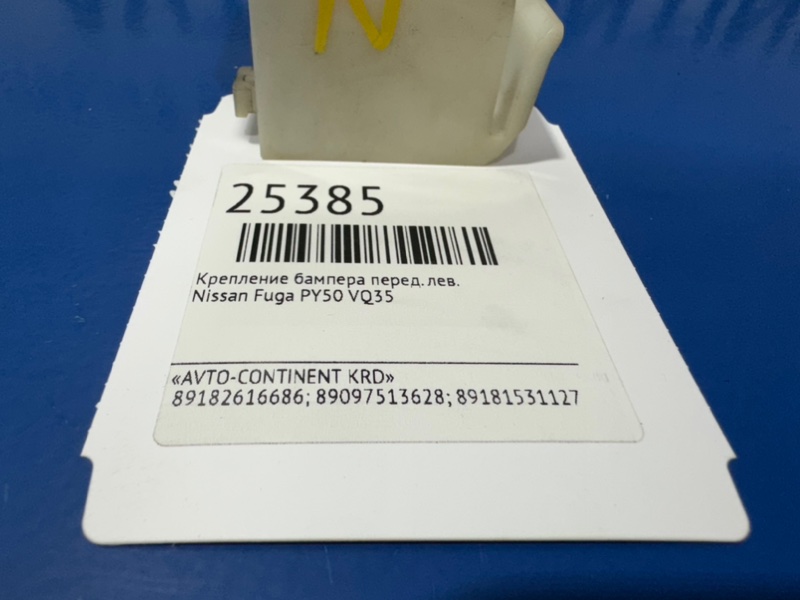 N
25385
Крепление бампера перед. лев.
Nissan Fuga PY50 VQ35
«AVTO-CONTINENT KRD»
89182616686; 89097513628; 89181531127